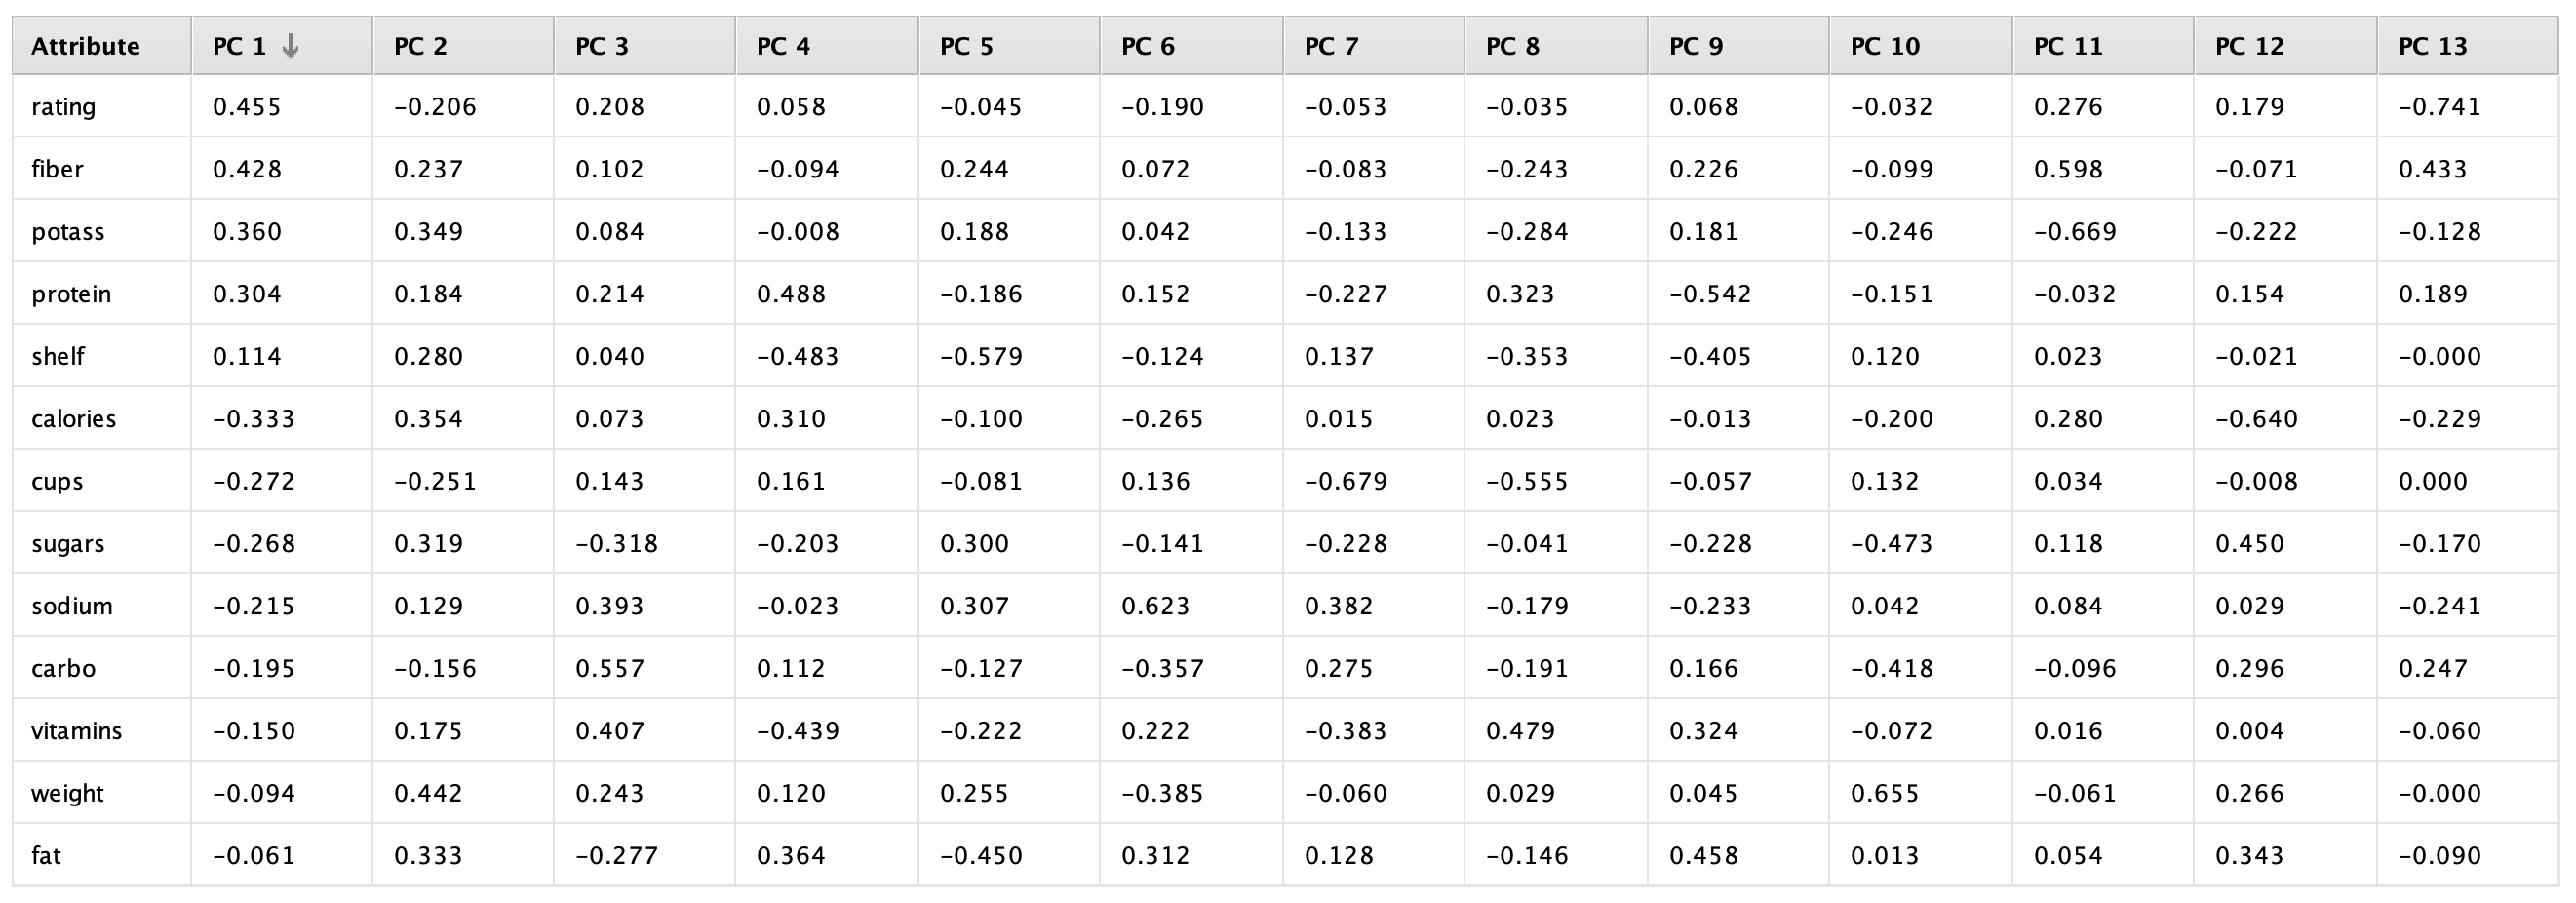 Attribute PC 1 ↓ PC 2 PC 3 PC 4 PC 5 PC 6 PC 7 PC 8 PC 9 PC 10 PC 11 PC 12 PC 13
rating 0.455 −0.206 0.208 0.058 −0.045 −0.190 −0.053 −0.035 0.068 −0.032 0.276 0.179 −0.741
fiber 0.428 0.237 0.102 −0.094 0.244 0.072 −0.083 −0.243 0.226 −0.099 0.598 −0.071 0.433
potass 0.360 0.349 0.084 −0.008 0.188 0.042 −0.133 −0.284 0.181 −0.246 −0.669 −0.222 −0.128
protein 0.304 0.184 0.214 0.488 −0.186 0.152 −0.227 0.323 −0.542 −0.151 −0.032 0.154 0.189
shelf 0.114 0.280 0.040 −0.483 −0.579 −0.124 0.137 −0.353 −0.405 0.120 0.023 −0.021 −0.000
calories −0.333 0.354 0.073 0.310 −0.100 −0.265 0.015 0.023 −0.013 −0.200 0.280 −0.640 −0.229
cups −0.272 −0.251 0.143 0.161 −0.081 0.136 −0.679 −0.555 −0.057 0.132 0.034 −0.008 0.000
sugars −0.268 0.319 −0.318 −0.203 0.300 −0.141 −0.228 −0.041 −0.228 −0.473 0.118 0.450 −0.170
sodium −0.215 0.129 0.393 −0.023 0.307 0.623 0.382 −0.179 −0.233 0.042 0.084 0.029 −0.241
carbo −0.195 −0.156 0.557 0.112 −0.127 −0.357 0.275 −0.191 0.166 −0.418 −0.096 0.296 0.247
vitamins −0.150 0.175 0.407 −0.439 −0.222 0.222 −0.383 0.479 0.324 −0.072 0.016 0.004 −0.060
weight −0.094 0.442 0.243 0.120 0.255 −0.385 −0.060 0.029 0.045 0.655 −0.061 0.266 −0.000
fat −0.061 0.333 −0.277 0.364 −0.450 0.312 0.128 −0.146 0.458 0.013 0.054 0.343 −0.090